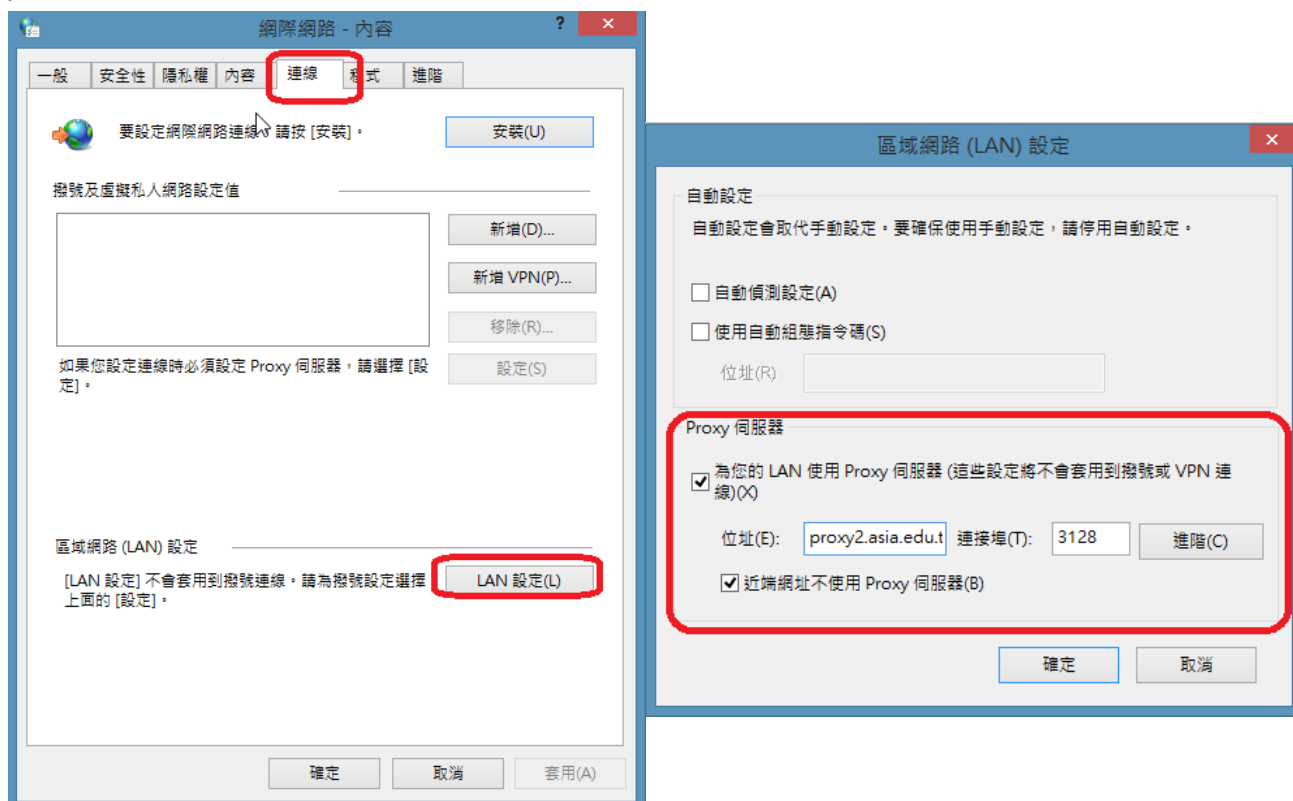 網際網路 - 內容
?
一般 安全性 隱私權 內容 連線 程式 進階
要設定網際網路連線，請按 [安裝]。
安裝(U)
撥號及虛擬私人網路設定值
新增(D)...
新增 VPN(P)...
移除(R)...
如果您設定連線時必須設定 Proxy 伺服器，請選擇 [設
定]。
設定(S)
區域網路 (LAN) 設定
[LAN 設定] 不會套用到撥號連線。請為撥號設定選擇
上面的 [設定]。
LAN 設定(L)
確定 取消 套用(A)
區域網路 (LAN) 設定
自動設定
自動設定會取代手動設定。要確保使用手動設定，請停用自動設定。
自動偵測設定(A)
使用自動組態指令碼(S)
位址(R)
Proxy 伺服器
為您的 LAN 使用 Proxy 伺服器 (這些設定將不會套用到撥號或 VPN 連
線)(X)
位址(E): proxy2.asia.edu.t 連接埠(T): 3128 進階(C)
近端網址不使用 Proxy 伺服器(B)
確定 取消